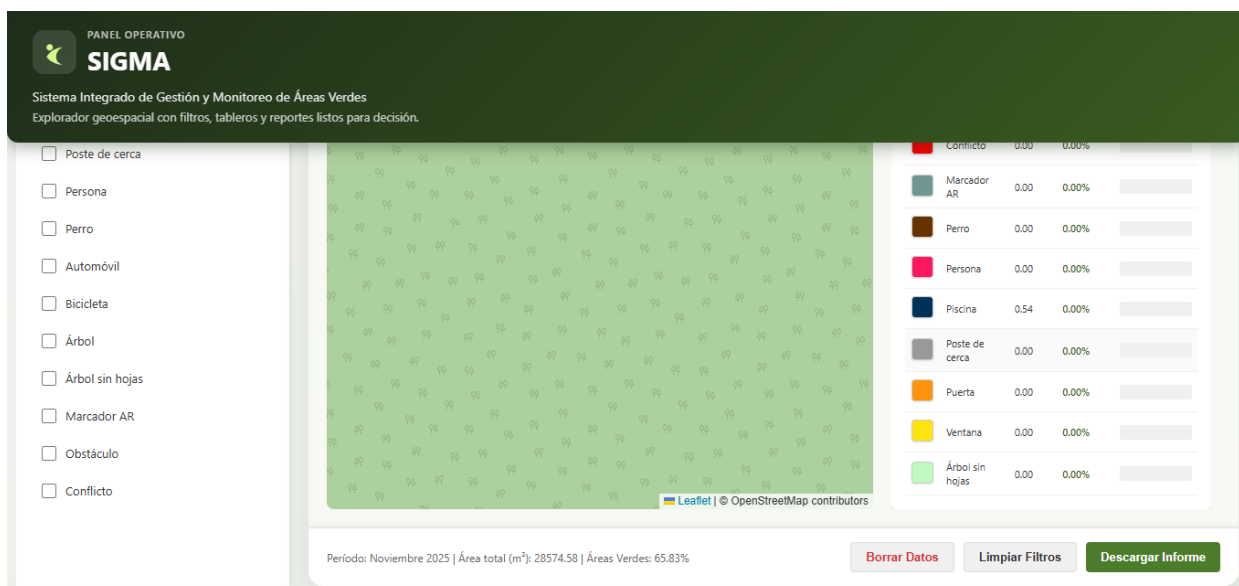 PANEL OPERATIVO
SIGMA
Sistema Integrado de Gestión y Monitoreo de Áreas Verdes
Explorador geoespacial con filtros, tableros y reportes listos para decisión.
Poste de cerca
Persona
Perro
Automóvil
Bicicleta
Árbol
Árbol sin hojas
Marcador AR
Obstáculo
Conflicto
Leaflet | © OpenStreetMap contributors
Conflicto 0.00 0.00%
Marcador
AR 0.00 0.00%
Perro 0.00 0.00%
Persona 0.00 0.00%
Piscina 0.54 0.00%
Poste de
cerca 0.00 0.00%
Puerta 0.00 0.00%
Ventana 0.00 0.00%
Árbol sin
hojas 0.00 0.00%
Período: Noviembre 2025 | Área total (m²): 28574.58 | Áreas Verdes: 65.83%
Borrar Datos
Limpiar Filtros
Descargar Informe